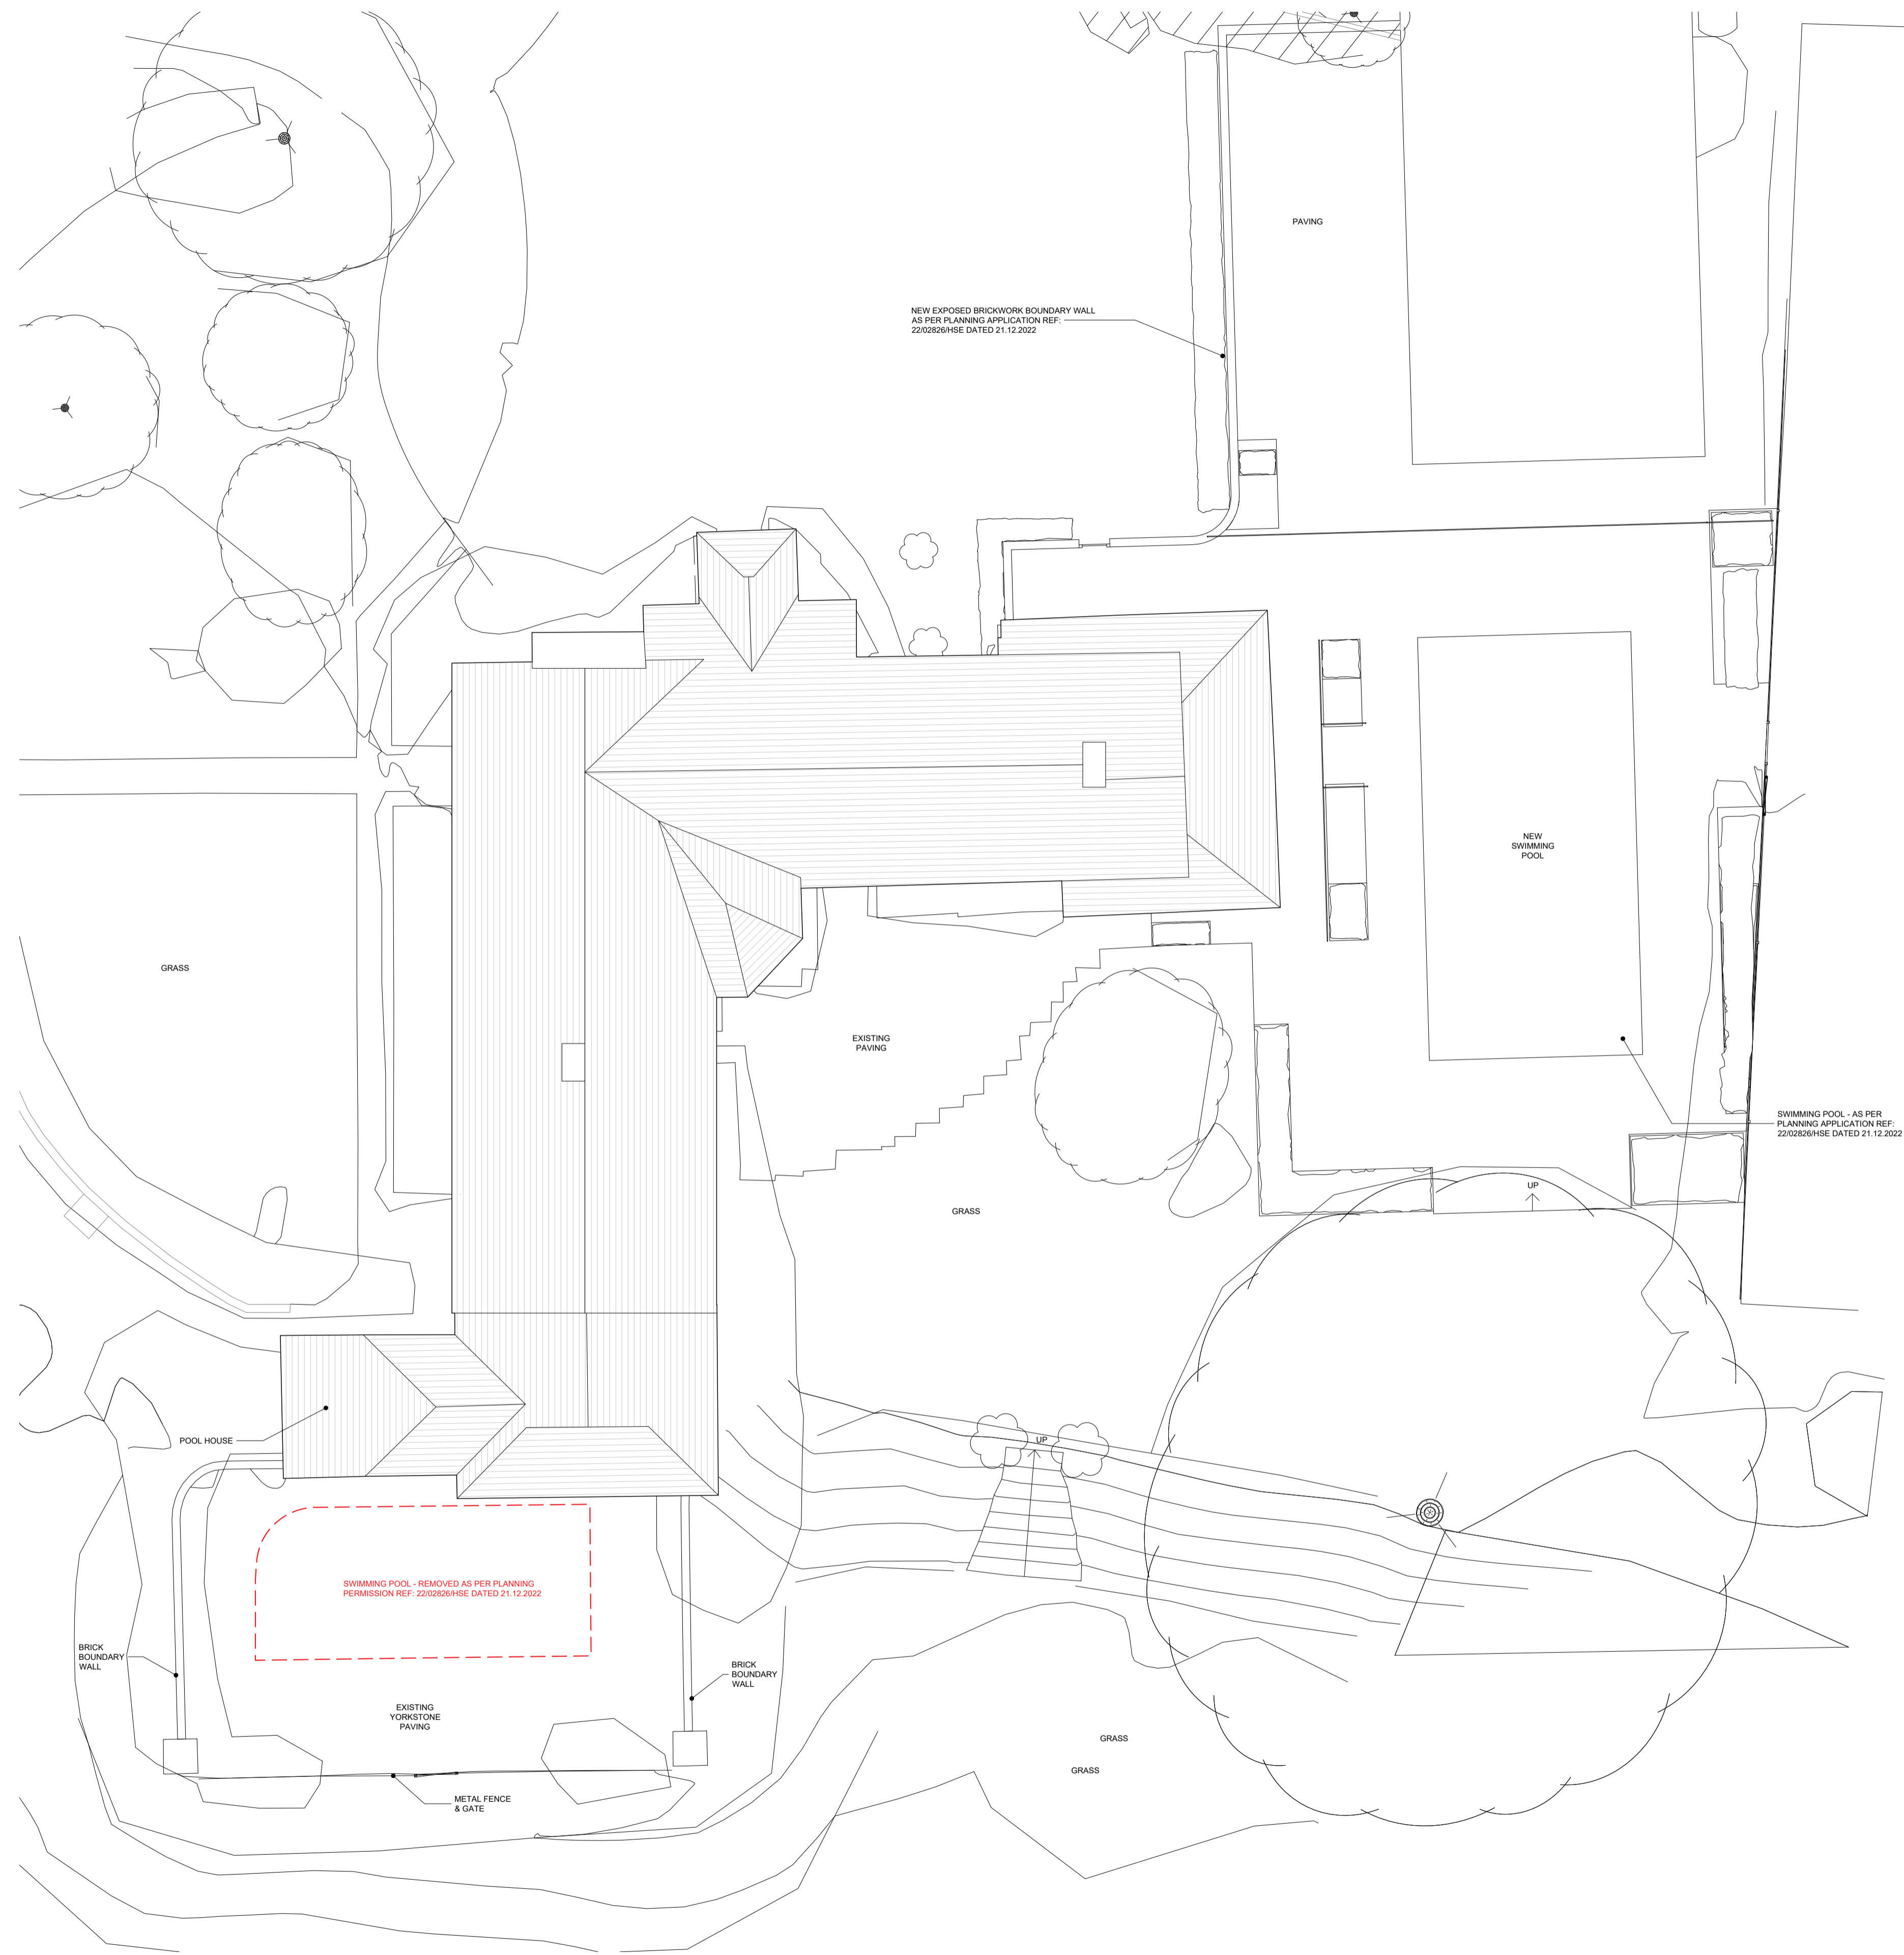 PAVING
NEW EXPOSED BRICKWORK BOUNDARY WALL
AS PER PLANNING APPLICATION REF:
22/02826/HSE DATED 21.12.2022
NEW
SWIMMING
POOL
GRASS
EXISTING
PAVING
SWIMMING POOL - AS PER
PLANNING APPLICATION REF:
22/02826/HSE DATED 21.12.2022
UP
GRASS
POOL HOUSE
UP
SWIMMING POOL - REMOVED AS PER PLANNING
PERMISSION REF: 22/02826/HSE DATED 21.12.2022
BRICK
BOUNDARY
WALL
BRICK
BOUNDARY
WALL
EXISTING
YORKSTONE
PAVING
GRASS
GRASS
METAL FENCE
& GATE